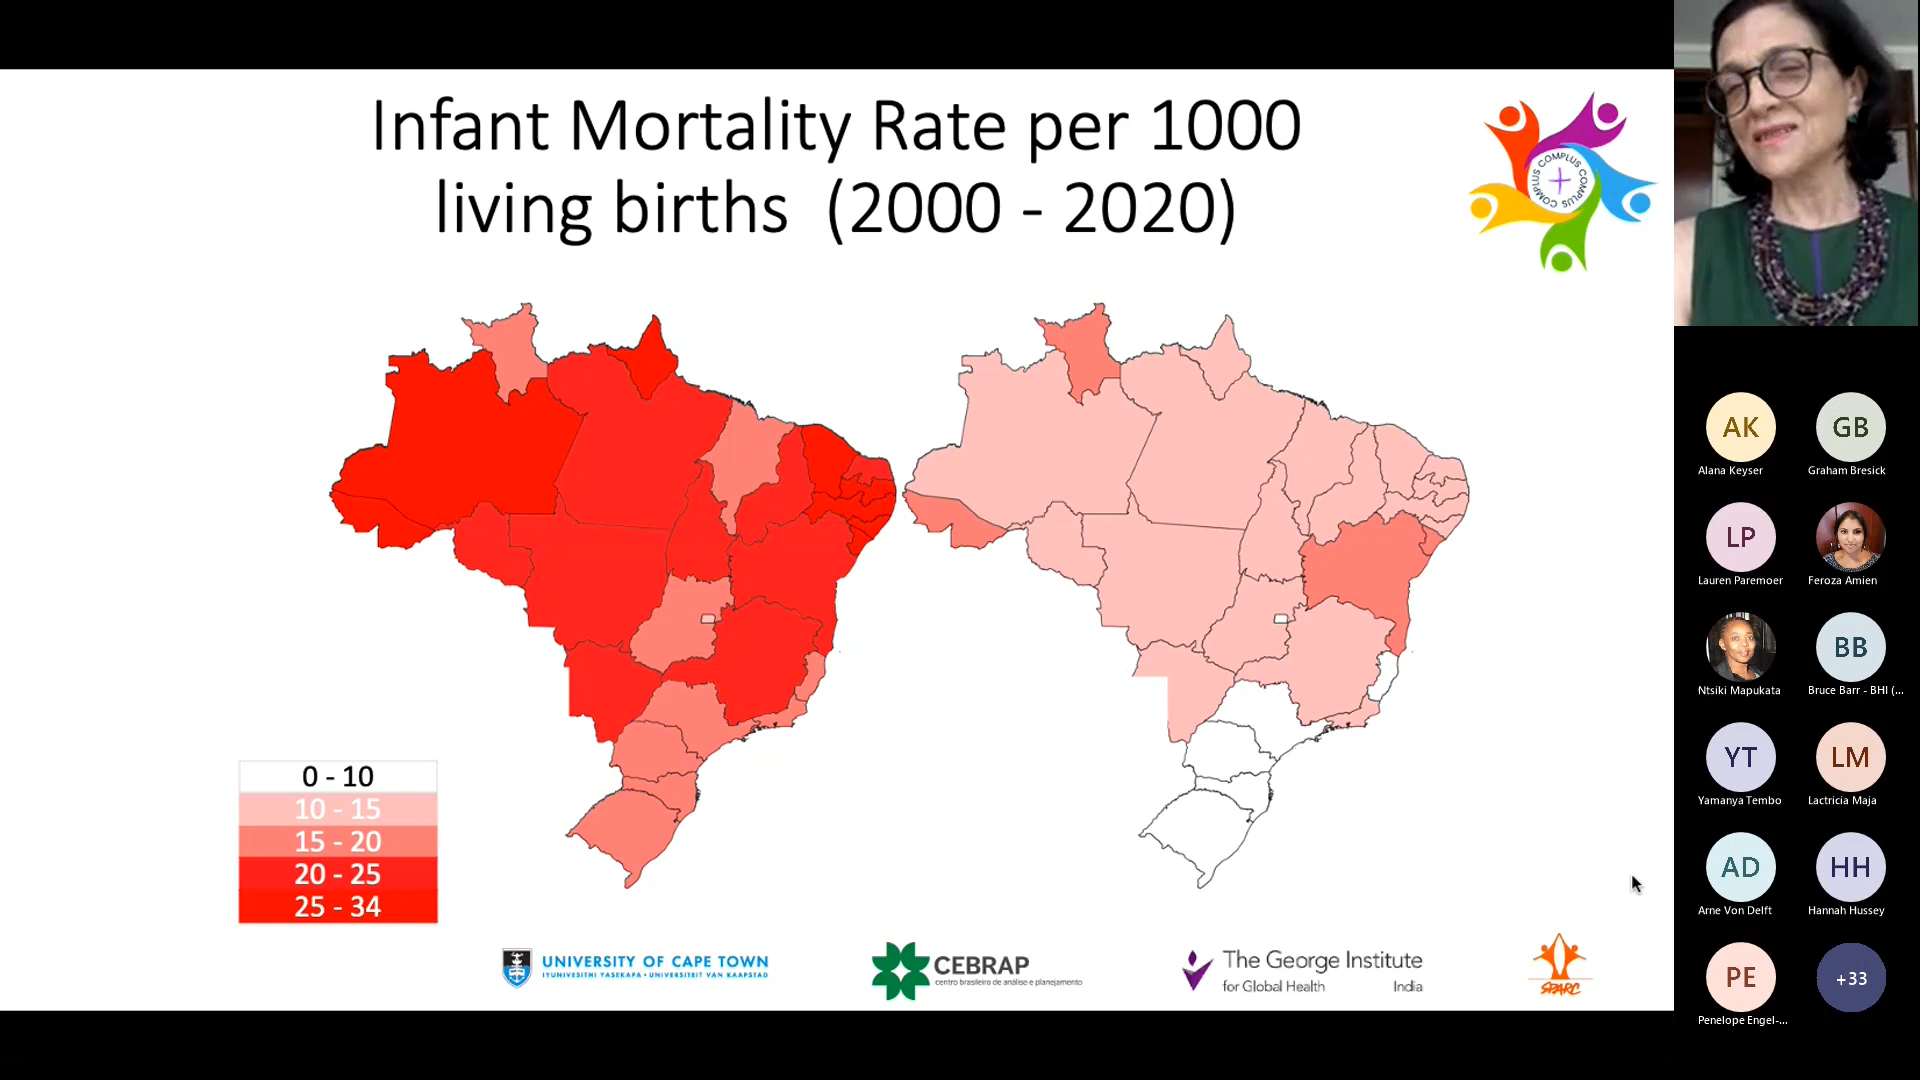 Infant Mortality Rate per 1000
living births (2000 - 2020)
COMPLUS COMPLUS COMPLUS
0 - 10
10 - 15
15 - 20
20 - 25
25 - 34
UNIVERSITY OF CAPE TOWN
IYUNIVESITHI YASEKAPA • UNIVERSITEIT VAN KAAPSTAD
CEBRAP
centro brasileiro de análise e planejamento
The George Institute
for Global Health India
SPARC
AK GB
Alana Keyser Graham Bresick
LP
Lauren Paremoer Feroza Amien
BB
Ntsiki Mapukata Bruce Barr - BHI (...
YT LM
Yamanya Tembo Lactricia Maja
AD HH
Arne Von Delft Hannah Hussey
PE +33
Penelope Engel-...